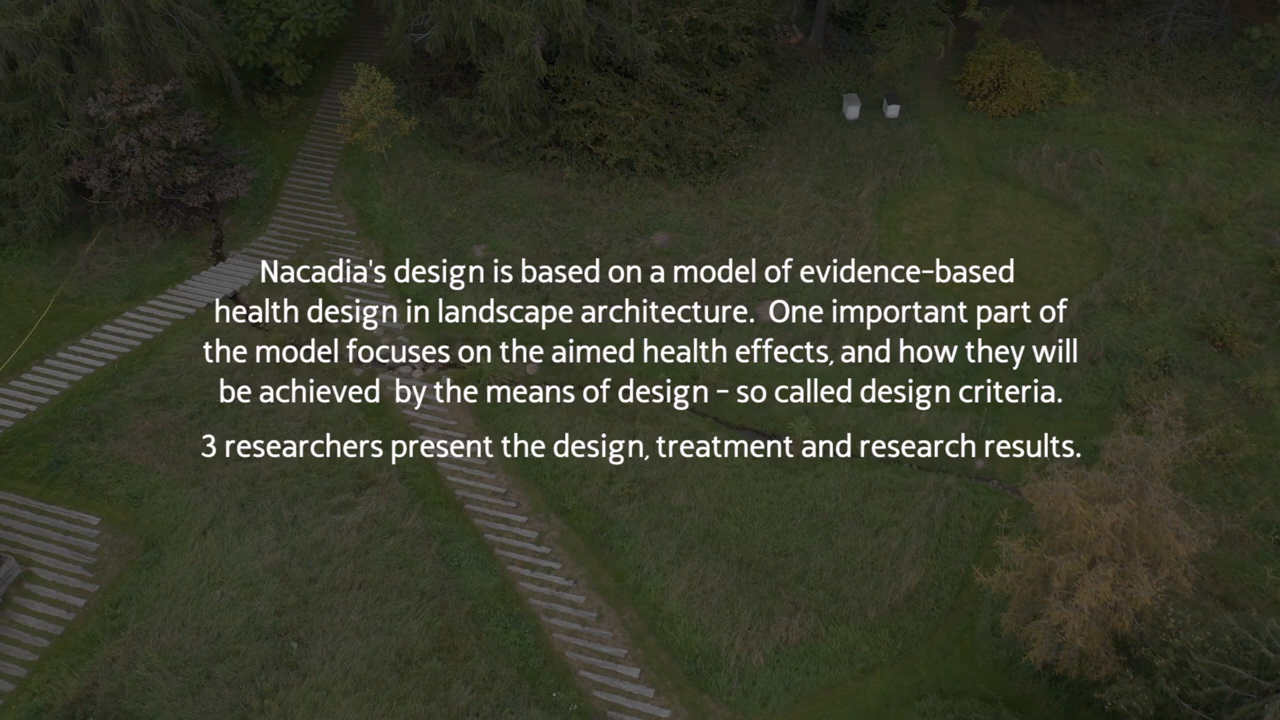 Nacadia's design is based on a model of evidence-based
health design in landscape architecture.  One important part of
the model focuses on the aimed health effects, and how they will
be achieved  by the means of design - so called design criteria.
3 researchers present the design, treatment and research results.